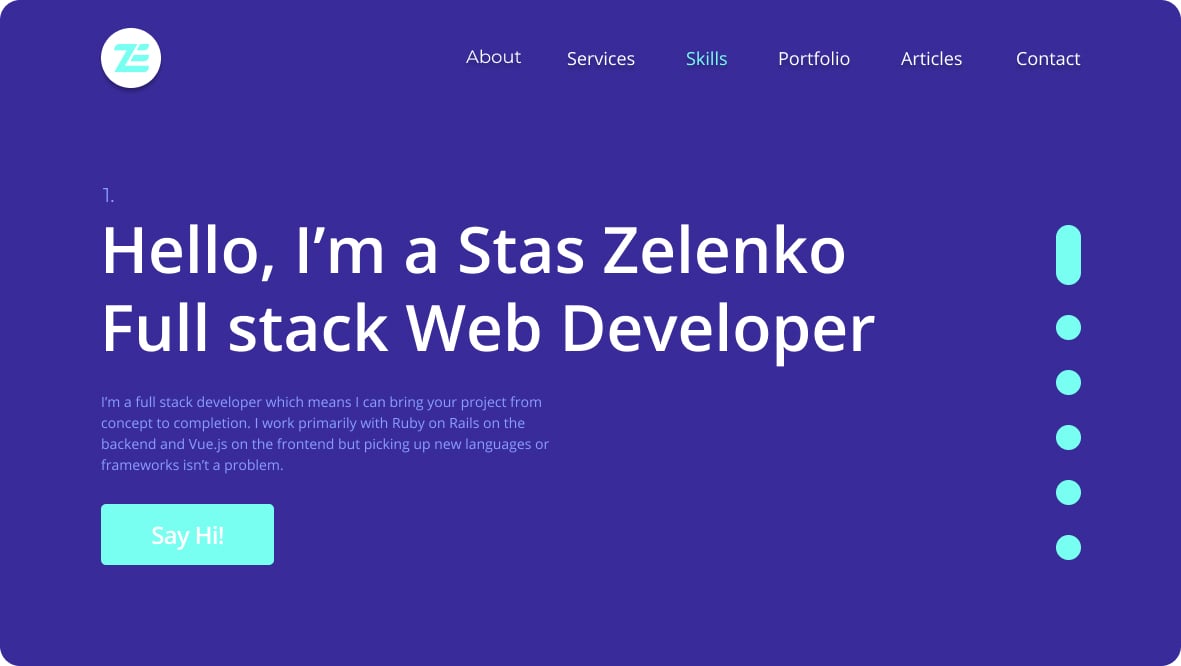 ZE
About Services Skills Portfolio Articles Contact
1.
Hello, I’m a Stas Zelenko
Full stack Web Developer
I’m a full stack developer which means I can bring your project from
concept to completion. I work primarily with Ruby on Rails on the
backend and Vue.js on the frontend but picking up new languages or
frameworks isn’t a problem.
Say Hi!